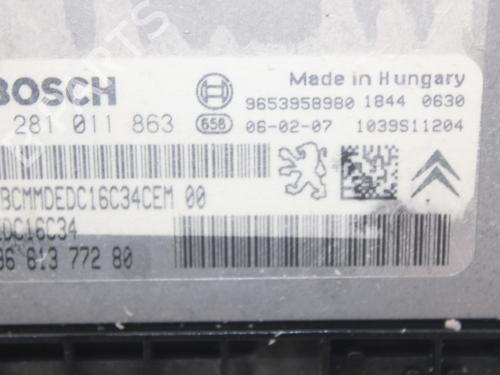 BOSCH
Made in Hungary
9653958980 1844 0630
281 011 863 658 06-02-07 1039S11204
BCMMDEDC16C34CEM 00
EDC16C34
96 613 772 80